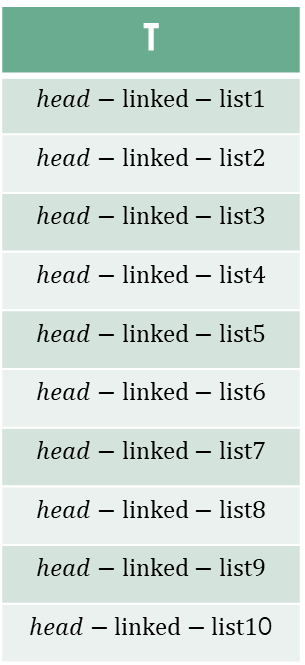 T
head − linked − list1
head − linked − list2
head − linked − list3
head − linked − list4
head − linked − list5
head − linked − list6
head − linked − list7
head − linked − list8
head − linked − list9
head − linked − list10